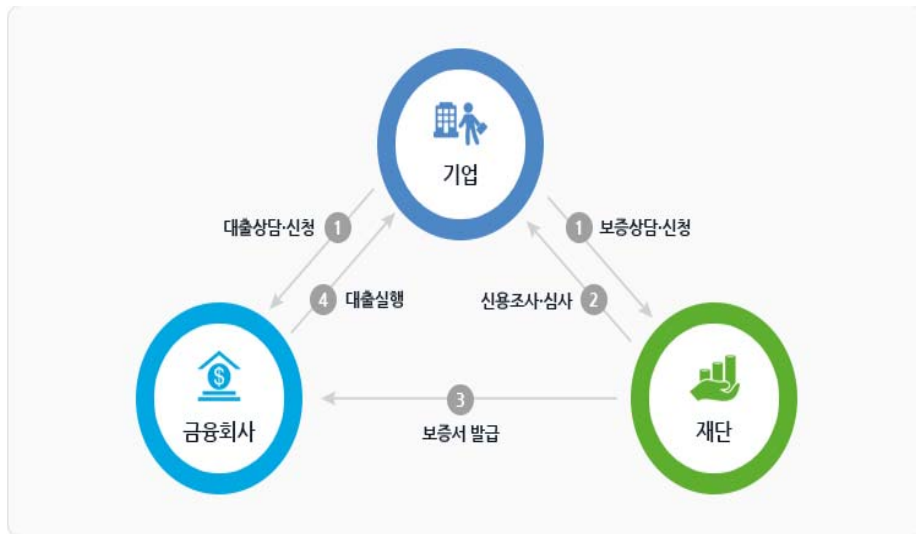 기업
대출상담·신청 1
1 보증상담·신청
4 대출실행
신용조사·심사 2
$
금융회사
3
보증서 발급
재단